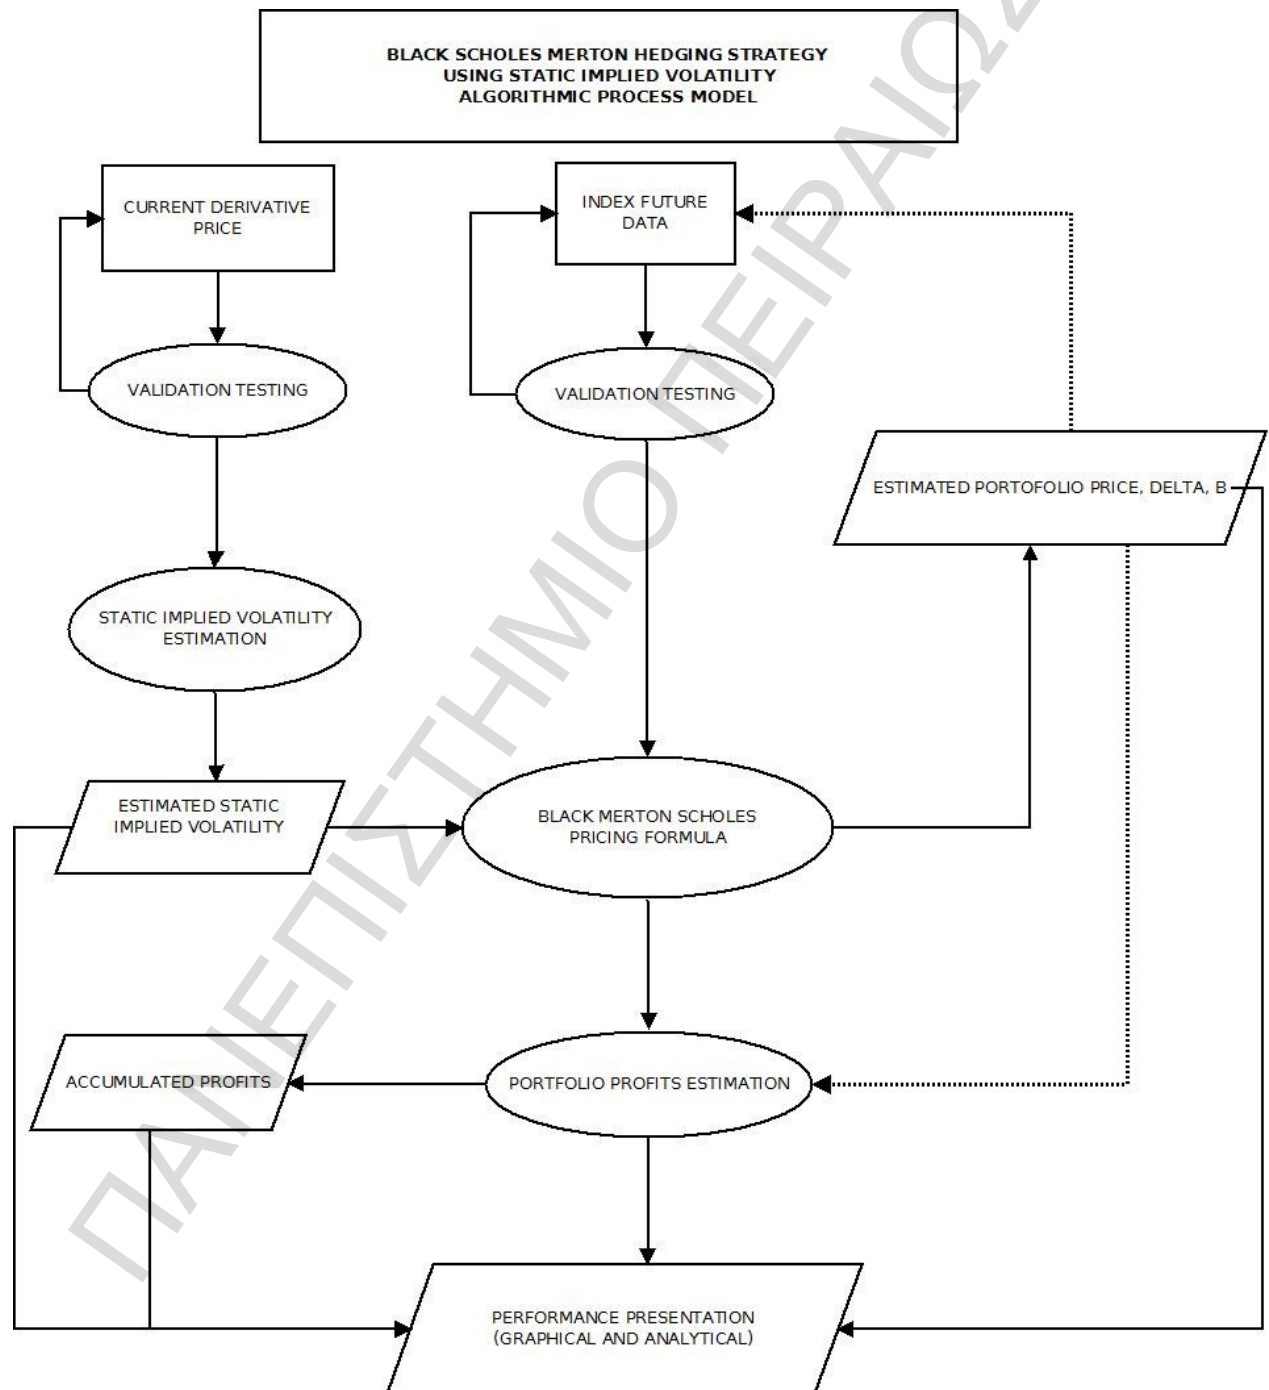 BLACK SCHOLES MERTON HEDGING STRATEGY
USING STATIC IMPLIED VOLATILITY
ALGORITHMIC PROCESS MODEL
CURRENT DERIVATIVE
PRICE
INDEX FUTURE
DATA
VALIDATION TESTING
VALIDATION TESTING
ESTIMATED PORTOFOLIO PRICE, DELTA, B
STATIC IMPLIED VOLATILITY
ESTIMATION
ESTIMATED STATIC
IMPLIED VOLATILITY
BLACK MERTON SCHOLES
PRICING FORMULA
ACCUMULATED PROFITS
PORTFOLIO PROFITS ESTIMATION
PERFORMANCE PRESENTATION
(GRAPHICAL AND ANALYTICAL)
ΠΑΝΕΠΙΣΤΗΜΙΟ ΠΕΙΡΑΙΩΣ